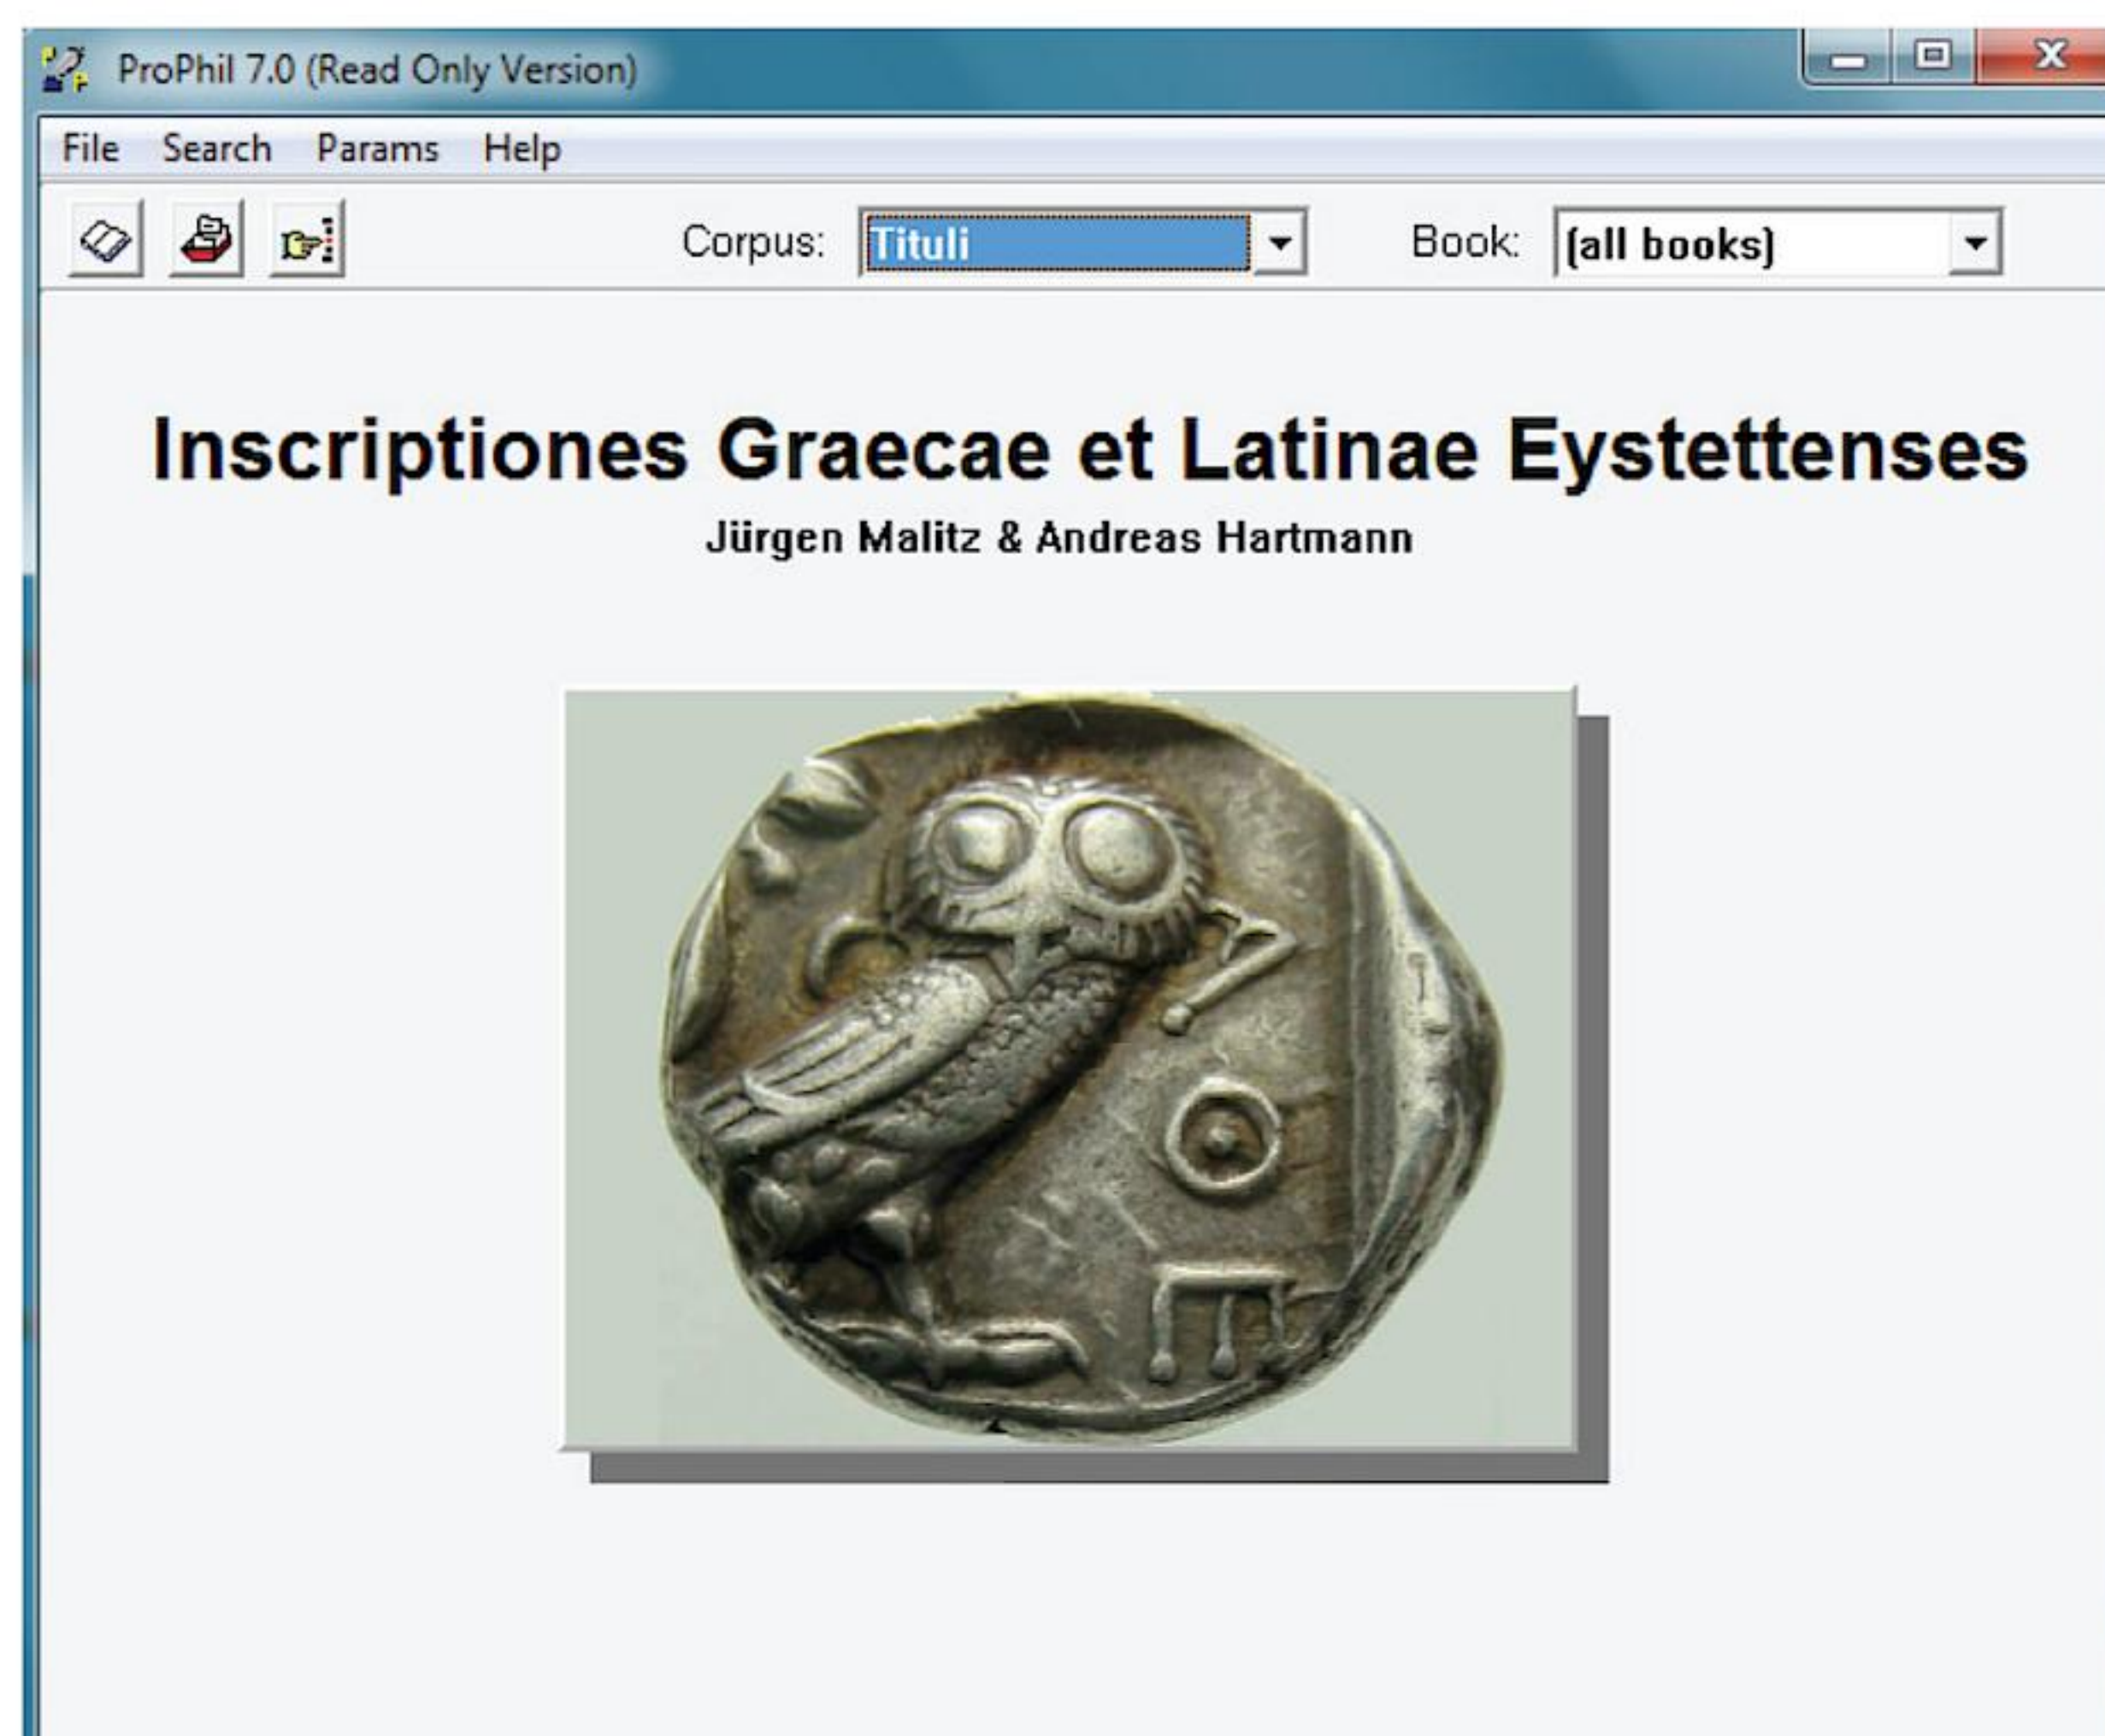 ProPhil 7.0 (Read Only Version)
File Search Params Help
Corpus: Tituli Book: (all books)
Inscriptiones Graecae et Latinae Eystettenses
Jürgen Malitz & Andreas Hartmann
Α
Θ
Ε